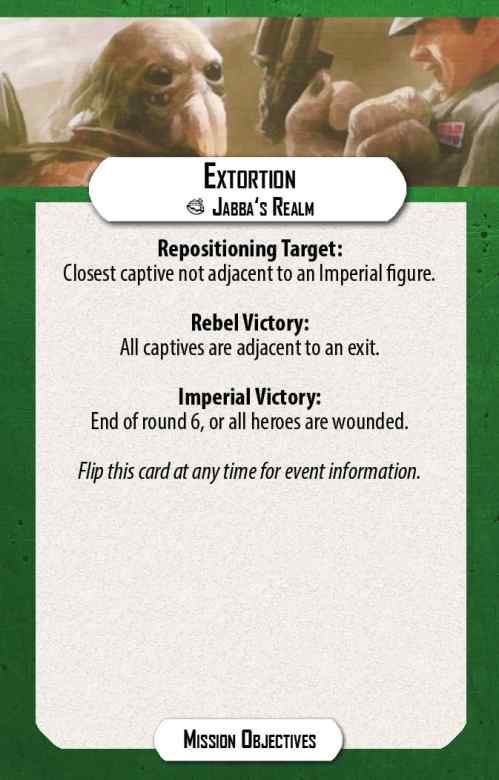 Extortion
Jabba's Realm
Repositioning Target:
Closest captive not adjacent to an Imperial figure.
Rebel Victory:
All captives are adjacent to an exit.
Imperial Victory:
End of round 6, or all heroes are wounded.
Flip this card at any time for event information.
Mission Objectives